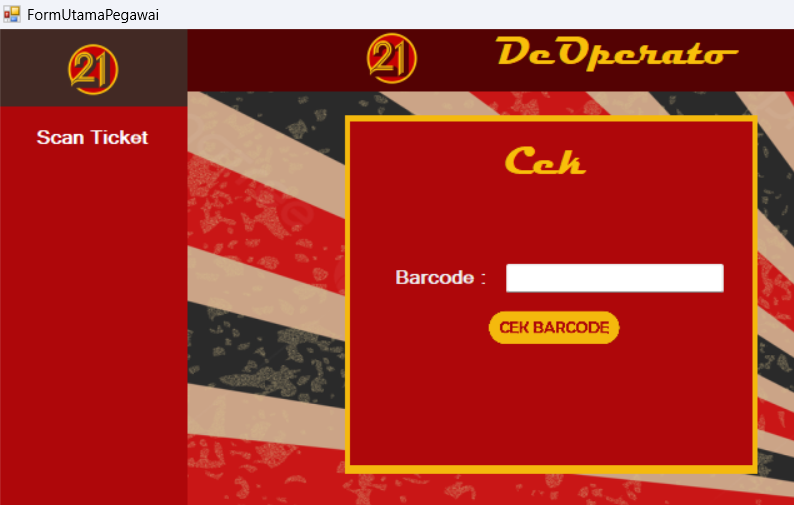 FormUtamaPegawai
21
21
DeOperato
Scan Ticket
Cek
Barcode :
CEK BARCODE